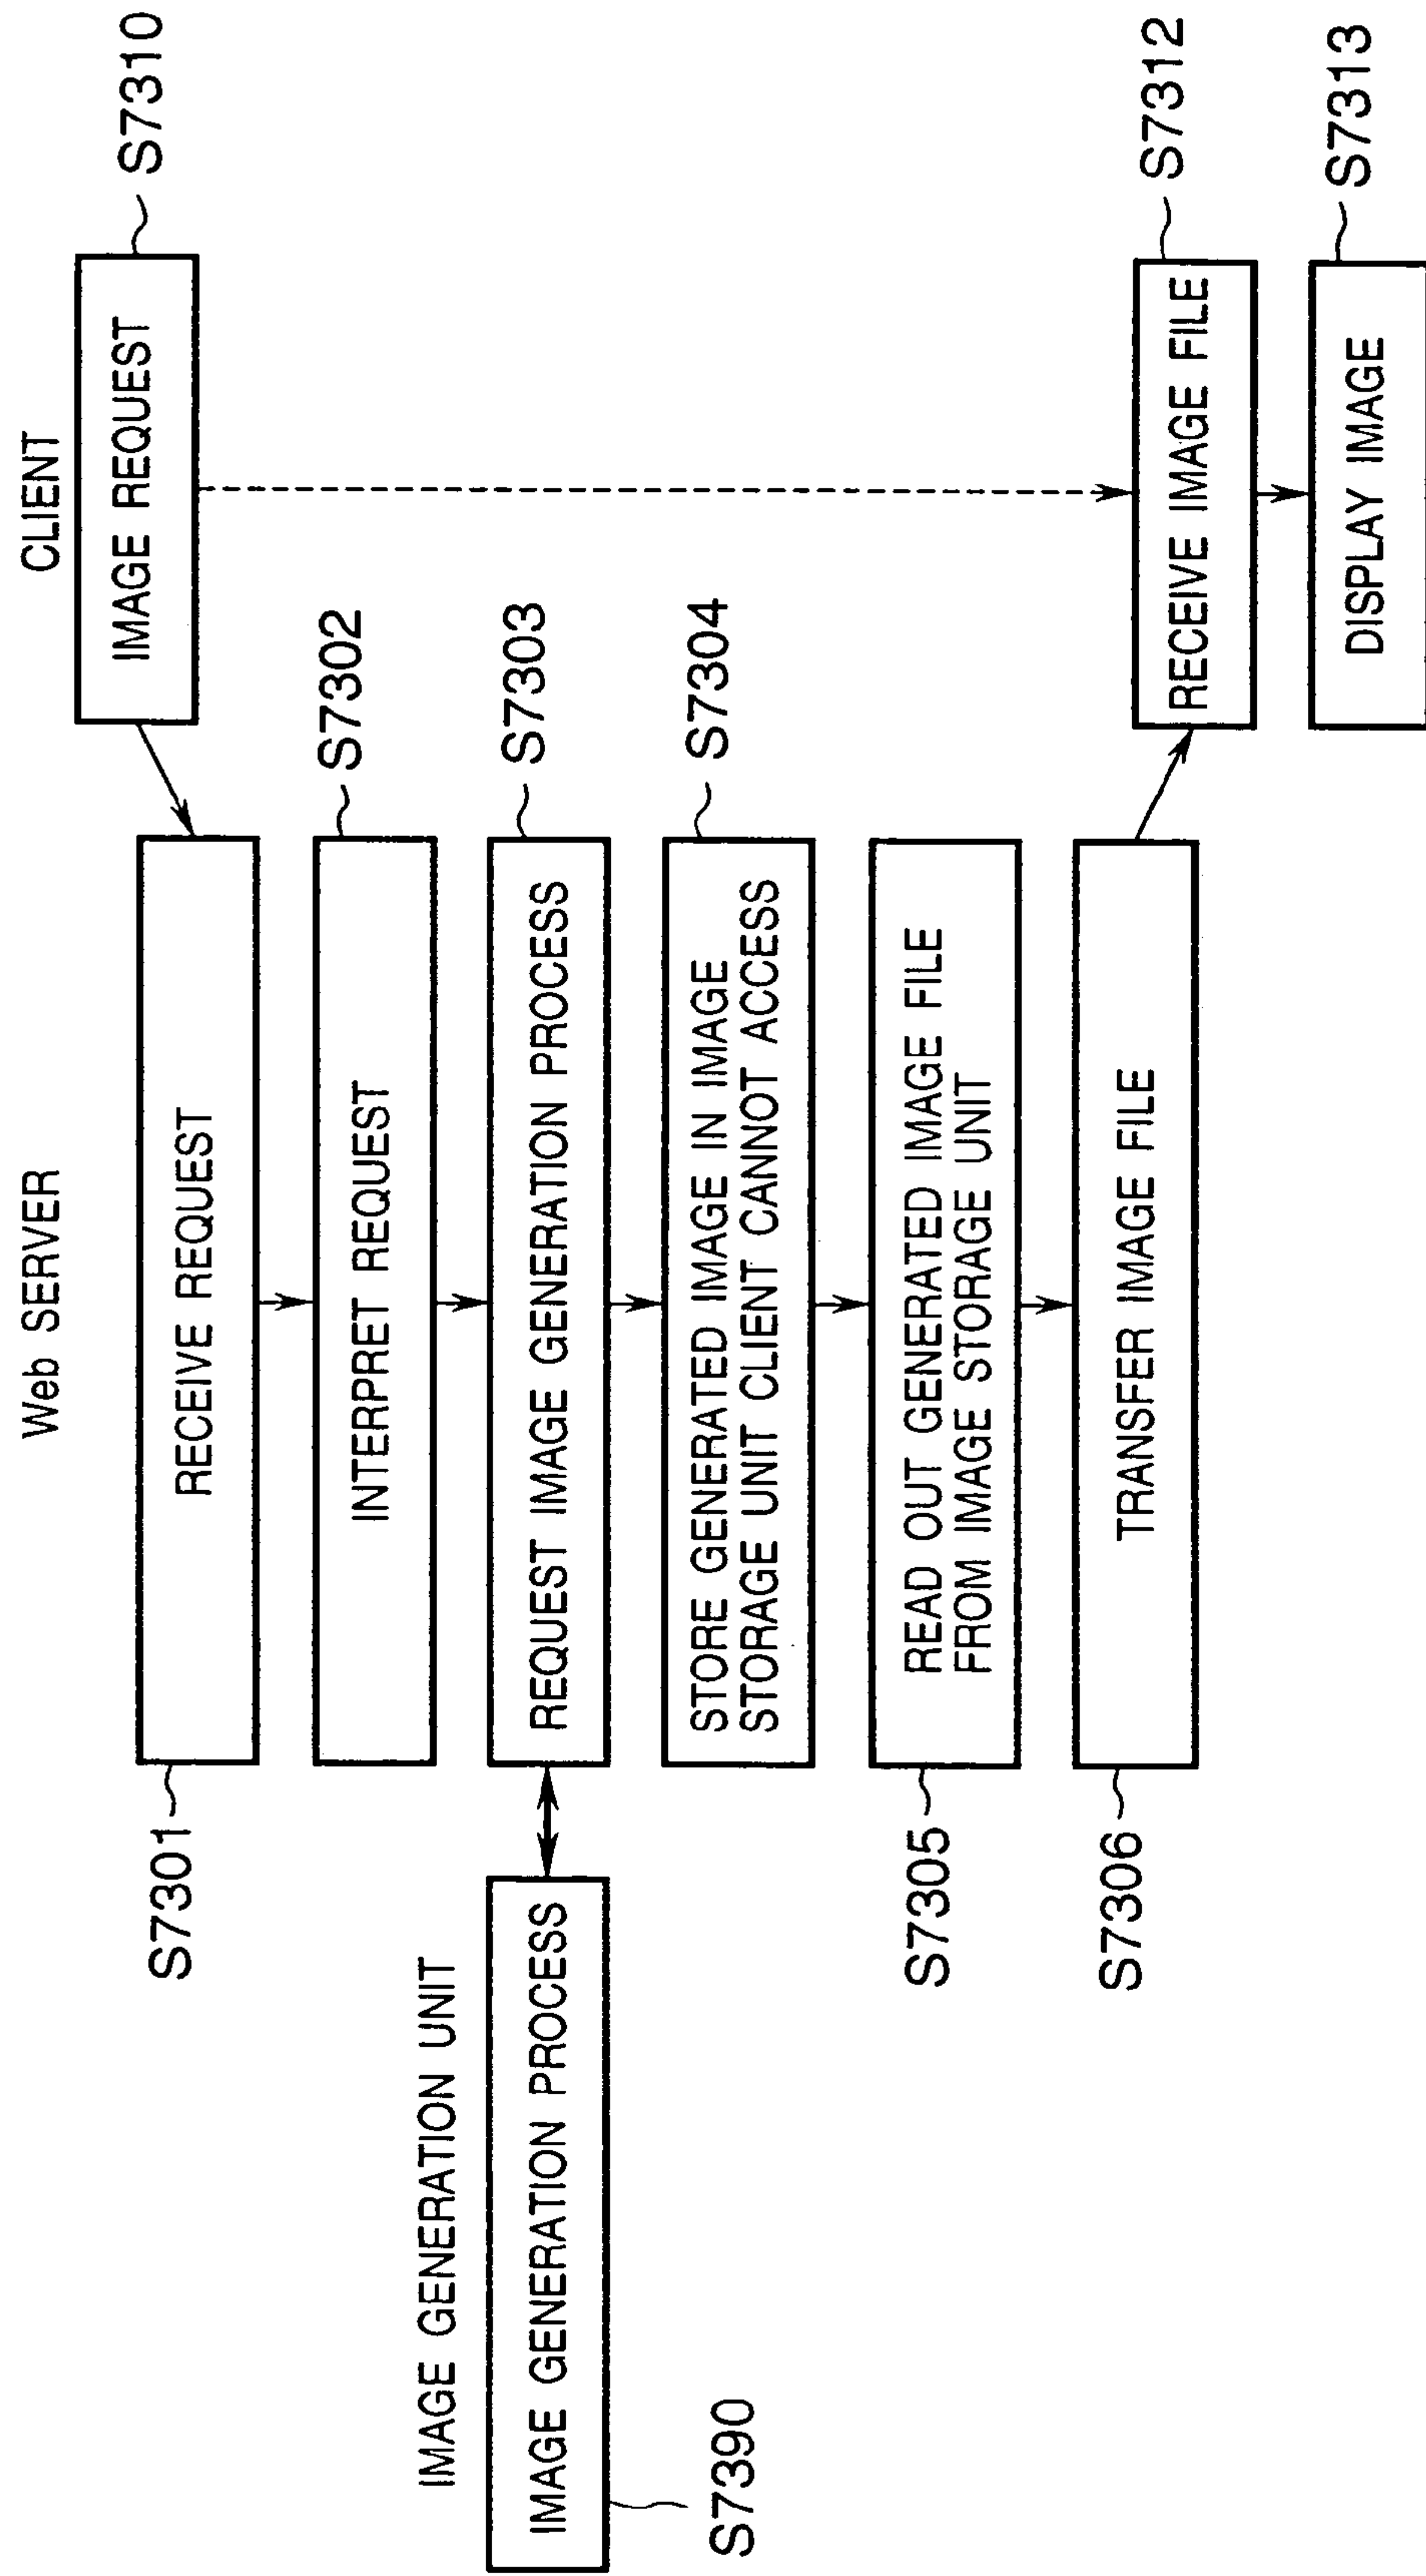 IMAGE GENERATION UNIT
IMAGE GENERATION PROCESS
S7390
Web SERVER
S7301
RECEIVE REQUEST
INTERPRET REQUEST
S7302
REQUEST IMAGE GENERATION PROCESS
S7303
STORE GENERATED IMAGE IN IMAGE
STORAGE UNIT CLIENT CANNOT ACCESS
S7304
S7305
READ OUT GENERATED IMAGE FILE
FROM IMAGE STORAGE UNIT
S7306
TRANSFER IMAGE FILE
CLIENT
IMAGE REQUEST
S7310
RECEIVE IMAGE FILE
S7312
DISPLAY IMAGE
S7313